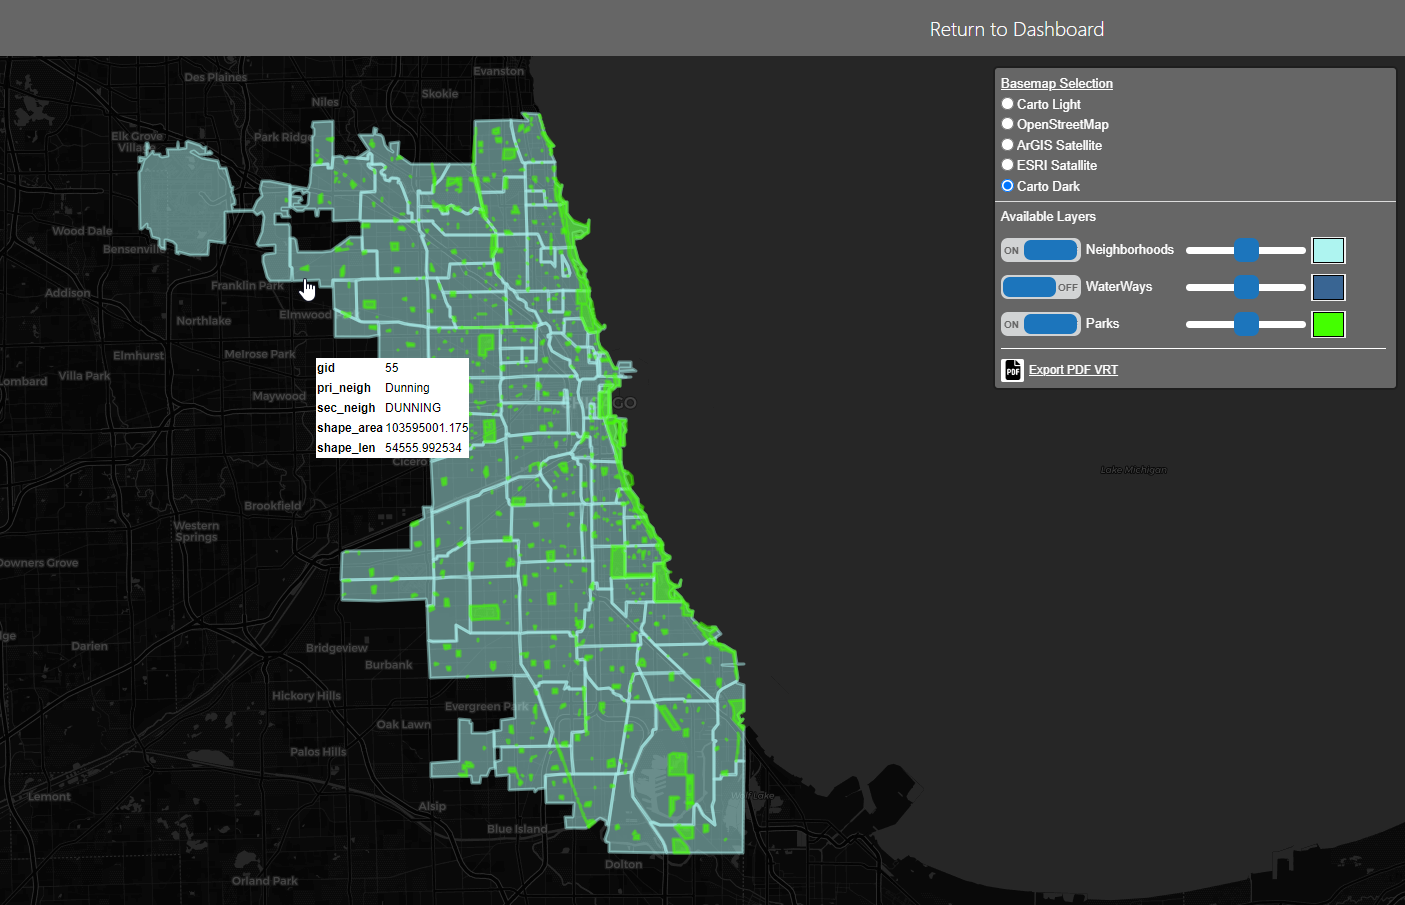 Return to Dashboard
Basemap Selection
Carto Light
OpenStreetMap
ArGIS Satellite
ESRI Satallite
Carto Dark
Available Layers
ON Neighborhoods
OFF WaterWays
ON Parks
PDF Export PDF VRT
Evanston
Des Plaines
Skokie
Niles
Elk Grove
Village
Park Ridge
Wood Dale
Bensenville
Franklin Park
Addison
Elmwood
Northlake
Elmhurst
Melrose Park
Villa Park
Lombard
Maywood
gid 55
pri_neigh Dunning
sec_neigh DUNNING
shape_area 103595001.175
shape_len 54555.992534
Cicero
Lake Michigan
Brookfield
Western
Springs
Downers Grove
Darien
Bridgeview
Burbank
Hickory Hills
Evergreen Park
Oak Lawn
Palos Hills
Lemont
Wolf Lake
Alsip
Blue Island
Dolton
Orland Park